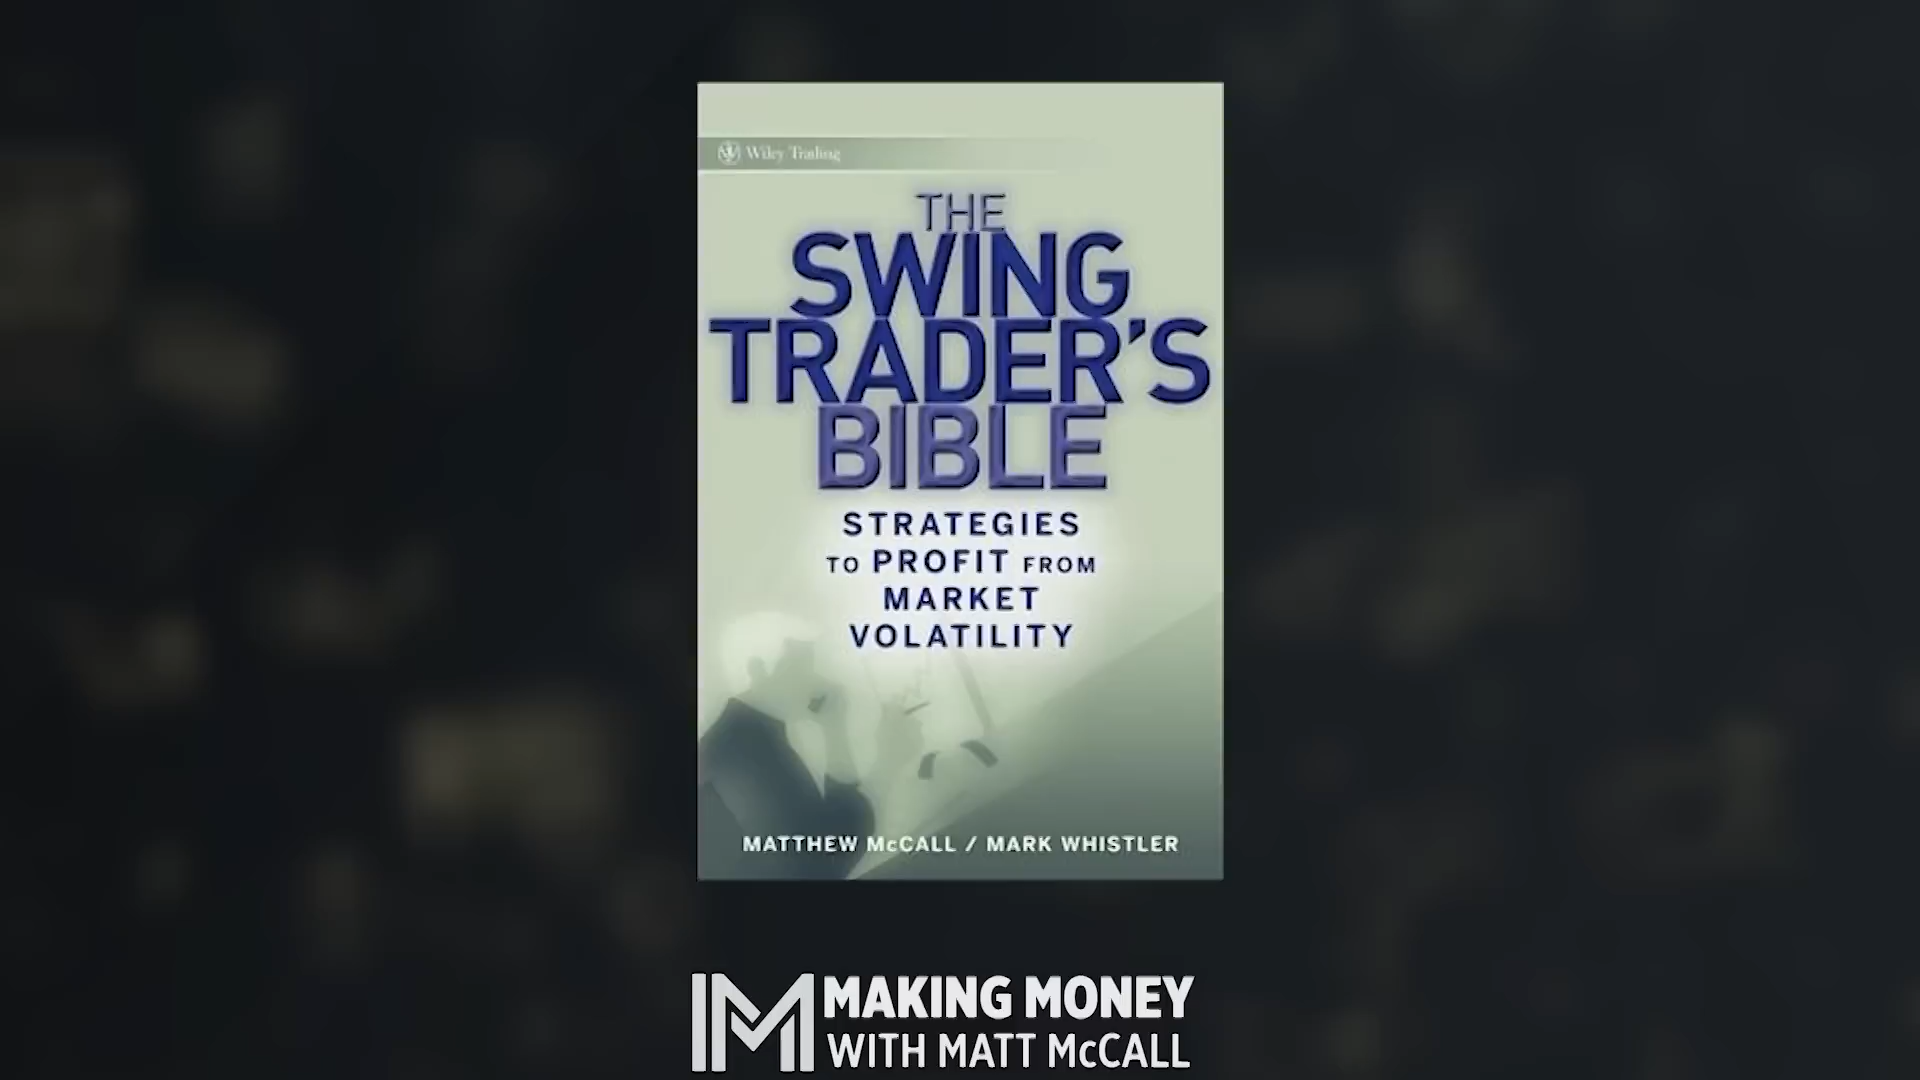 Wiley Trading
THE
SWING
TRADER'S
BIBLE
STRATEGIES
TO PROFIT FROM
MARKET
VOLATILITY
MATTHEW McCALL / MARK WHISTLER
MAKING MONEY
WITH MATT McCALL